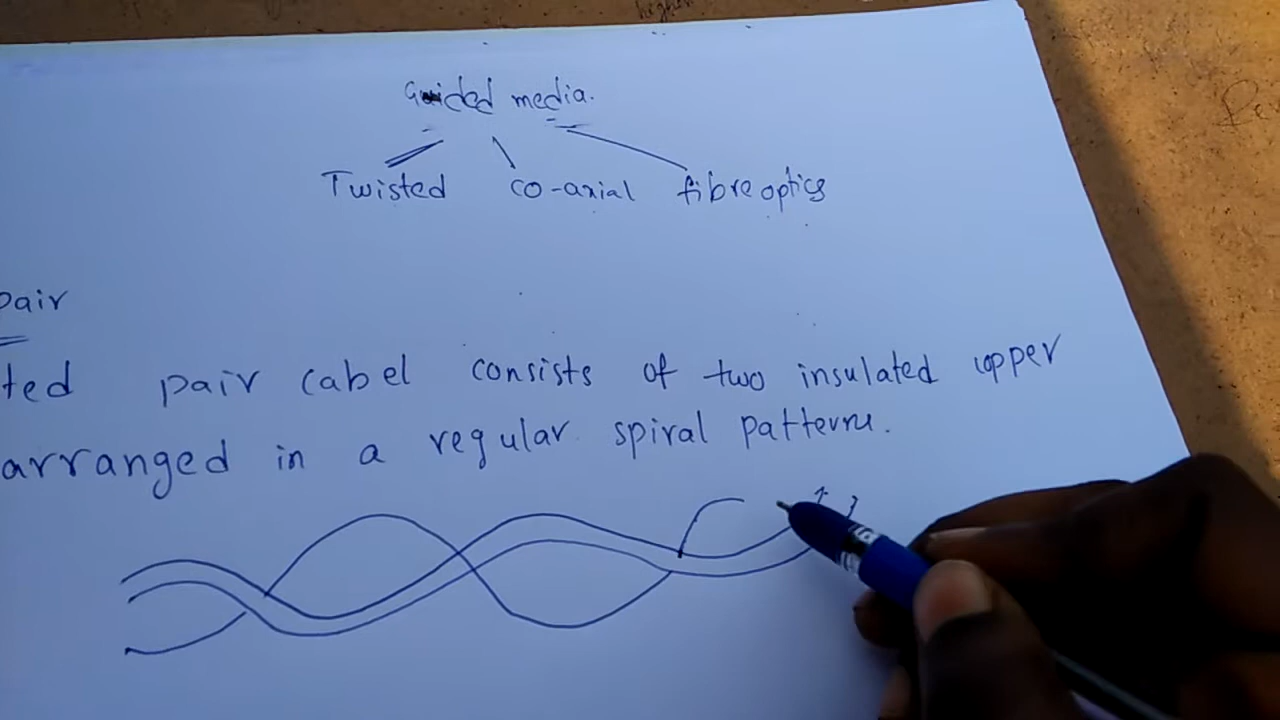 Guided media.
Twisted co-axial fibre optics
pair
ted pair cabel consists of two insulated copper
arranged in a regular spiral patterns.